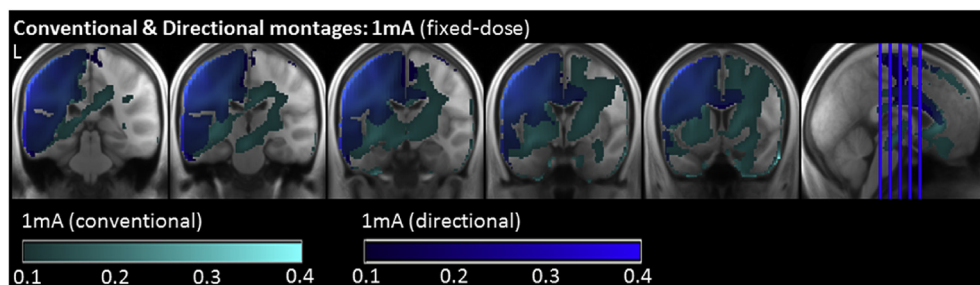 Conventional & Directional montages: 1mA (fixed-dose)
L
1mA (conventional) 1mA (directional)
0.1 0.2 0.3 0.4 0.1 0.2 0.3 0.4